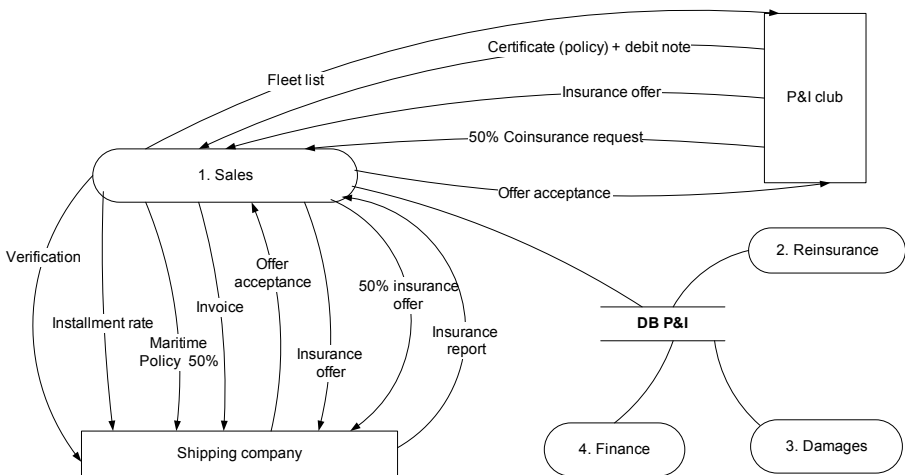 Certificate (policy) + debit note
Fleet list
Insurance offer
P&I club
50% Coinsurance request
1. Sales
Offer acceptance
Verification
Offer
acceptance
50% insurance
offer
2. Reinsurance
Installment rate
Invoice
Maritime
Policy 50%
Insurance
offer
Insurance
report
DB P&I
Shipping company
4. Finance
3. Damages